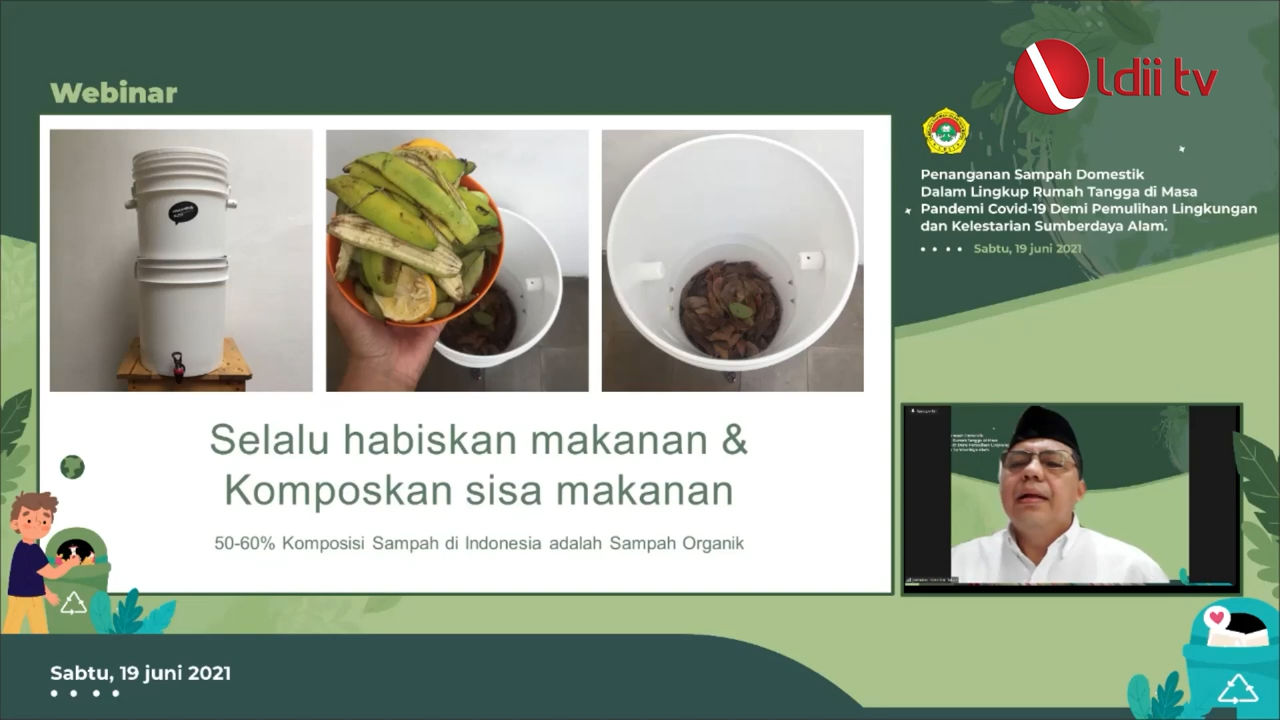 Webinar
ldii tv
Penanganan Sampah Domestik
Dalam Lingkup Rumah Tangga di Masa
Pandemi Covid-19 Demi Pemulihan Lingkungan
dan Kelestarian Sumberdaya Alam.
Sabtu, 19 juni 2021
Selalu habiskan makanan &
Komposkan sisa makanan
50-60% Komposisi Sampah di Indonesia adalah Sampah Organik
Sabtu, 19 juni 2021